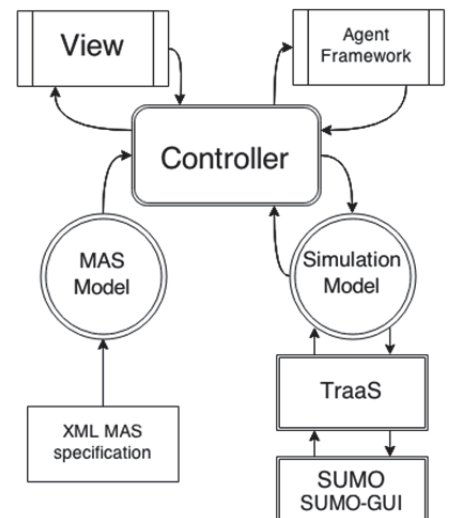 View
Agent
Framework
Controller
MAS
Model
Simulation
Model
TraaS
XML MAS
specification
SUMO
SUMO-GUI